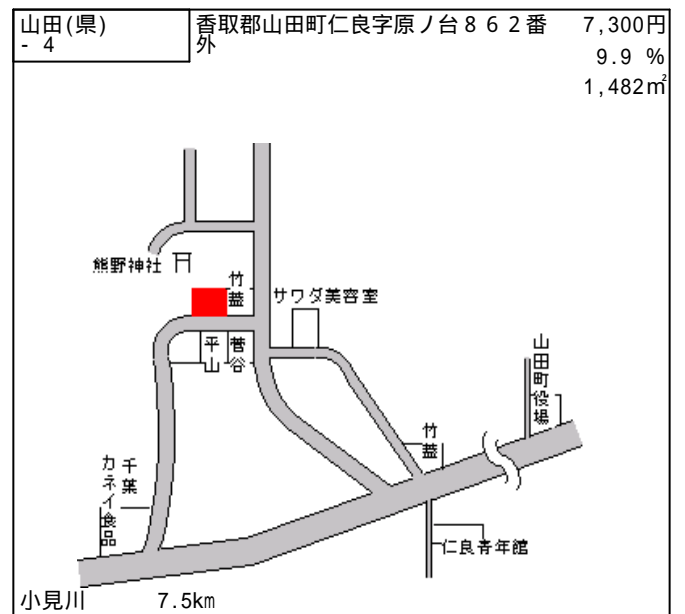 山田(県)
- 4
香取郡山田町仁良字原ノ台８６２番
外
7,300円
9.9 %
1,482㎡
熊野神社
竹蓋
サワダ美容室
平山
菅谷
山田町役場
竹蓋
千葉
カネイ食品
仁良青年館
小見川 7.5km